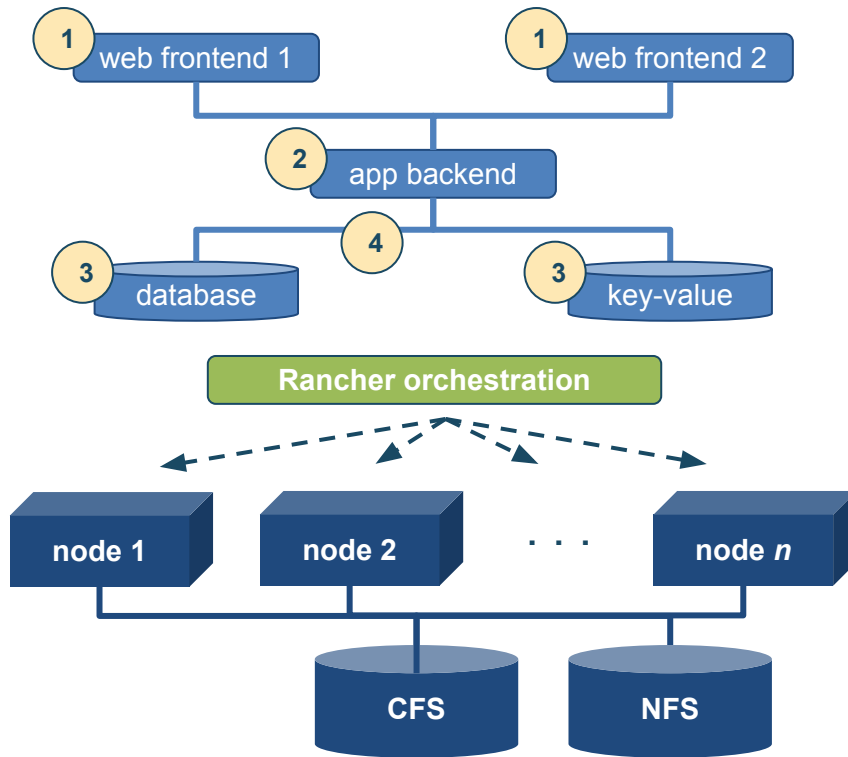 1
web frontend 1
1
web frontend 2
2
app backend
4
3
database
3
key-value
Rancher orchestration
node 1
node 2
. . .
node n
CFS
NFS